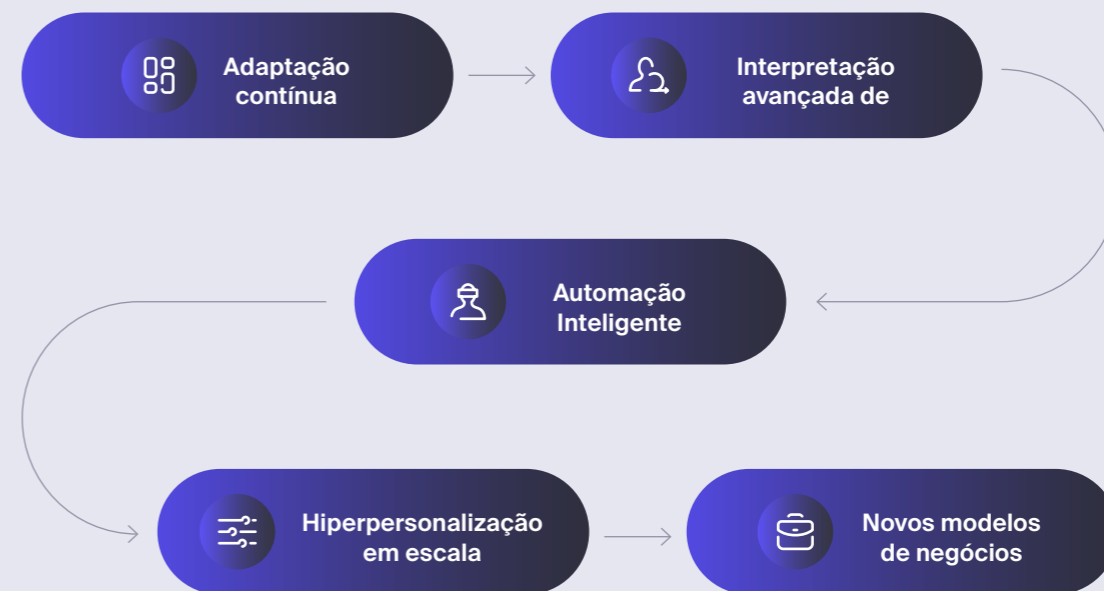 Adaptação
contínua
Interpretação
avançada de
Automação
Inteligente
Hiperpersonalização
em escala
Novos modelos
de negócios